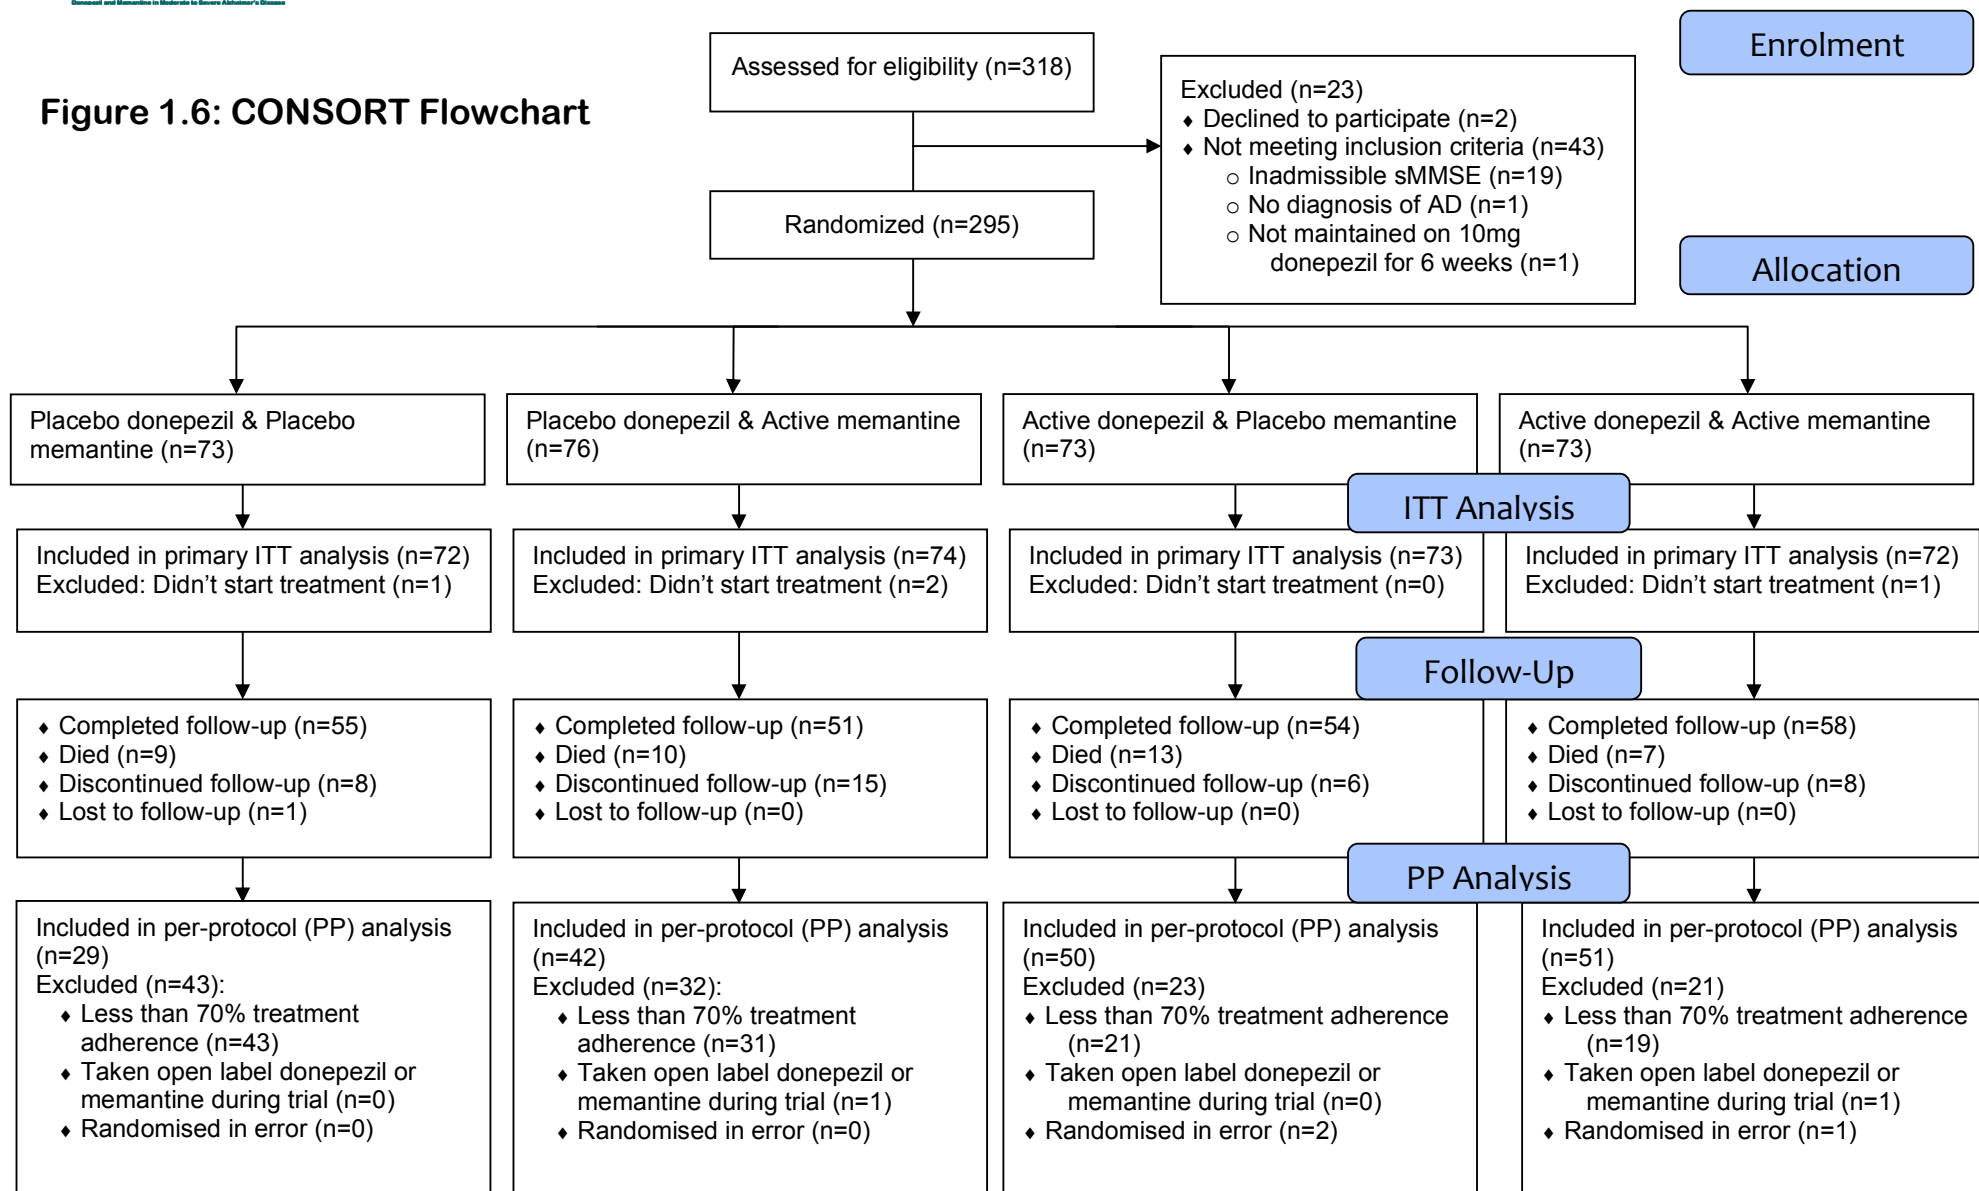 Donepezil and Memantine in Moderate to Severe Alzheimer's Disease
Figure 1.6: CONSORT Flowchart
Assessed for eligibility (n=318)
Enrolment
Excluded (n=23)
♦ Declined to participate (n=2)
♦ Not meeting inclusion criteria (n=43)
o Inadmissible sMMSE (n=19)
o No diagnosis of AD (n=1)
o Not maintained on 10mg
donepezil for 6 weeks (n=1)
Randomized (n=295)
Allocation
Placebo donepezil & Placebo
memantine (n=73)
Placebo donepezil & Active memantine
(n=76)
Active donepezil & Placebo memantine
(n=73)
Active donepezil & Active memantine
(n=73)
ITT Analysis
Included in primary ITT analysis (n=72)
Excluded: Didn't start treatment (n=1)
Included in primary ITT analysis (n=74)
Excluded: Didn't start treatment (n=2)
Included in primary ITT analysis (n=73)
Excluded: Didn't start treatment (n=0)
Included in primary ITT analysis (n=72)
Excluded: Didn't start treatment (n=1)
Follow-Up
♦ Completed follow-up (n=55)
♦ Died (n=9)
♦ Discontinued follow-up (n=8)
♦ Lost to follow-up (n=1)
♦ Completed follow-up (n=51)
♦ Died (n=10)
♦ Discontinued follow-up (n=15)
♦ Lost to follow-up (n=0)
♦ Completed follow-up (n=54)
♦ Died (n=13)
♦ Discontinued follow-up (n=6)
♦ Lost to follow-up (n=0)
♦ Completed follow-up (n=58)
♦ Died (n=7)
♦ Discontinued follow-up (n=8)
♦ Lost to follow-up (n=0)
PP Analysis
Included in per-protocol (PP) analysis
(n=29)
Excluded (n=43):
♦ Less than 70% treatment
adherence (n=43)
♦ Taken open label donepezil or
memantine during trial (n=0)
♦ Randomised in error (n=0)
Included in per-protocol (PP) analysis
(n=42)
Excluded (n=32):
♦ Less than 70% treatment
adherence (n=31)
♦ Taken open label donepezil or
memantine during trial (n=1)
♦ Randomised in error (n=0)
Included in per-protocol (PP) analysis
(n=50)
Excluded (n=23)
♦ Less than 70% treatment adherence
(n=21)
♦ Taken open label donepezil or
memantine during trial (n=0)
♦ Randomised in error (n=2)
Included in per-protocol (PP) analysis
(n=51)
Excluded (n=21)
♦ Less than 70% treatment adherence
(n=19)
♦ Taken open label donepezil or
memantine during trial (n=1)
♦ Randomised in error (n=1)